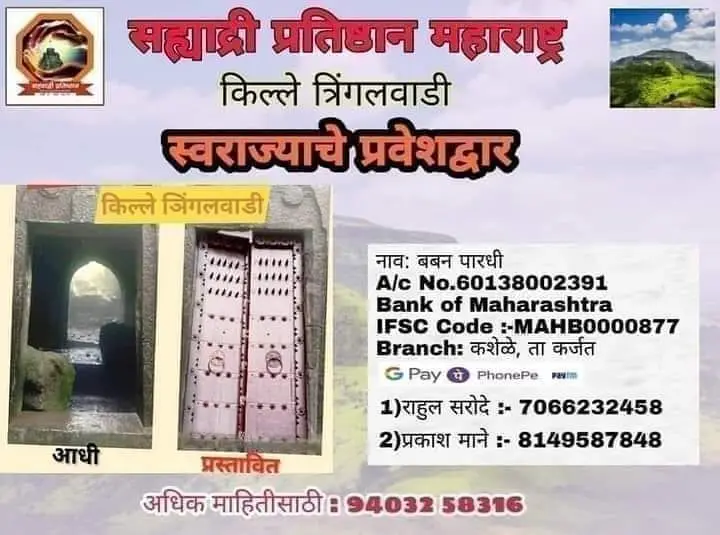 सह्याद्री प्रतिष्ठान महाराष्ट्र
किल्ले त्रिंगलवाडी
स्वराज्याचे प्रवेशद्वार
किल्ले त्रिंगलवाडी
आधी
प्रस्तावित
नाव: बबन पारधी
A/c No.60138002391
Bank of Maharashtra
IFSC Code :-MAHB0000877
Branch: कशेळे, ता कर्जत
G Pay पे PhonePe Paytm
1)राहुल सरोदे :- 7066232458
2)प्रकाश माने :- 8149587848
अधिक माहितीसाठी : 94032 58316